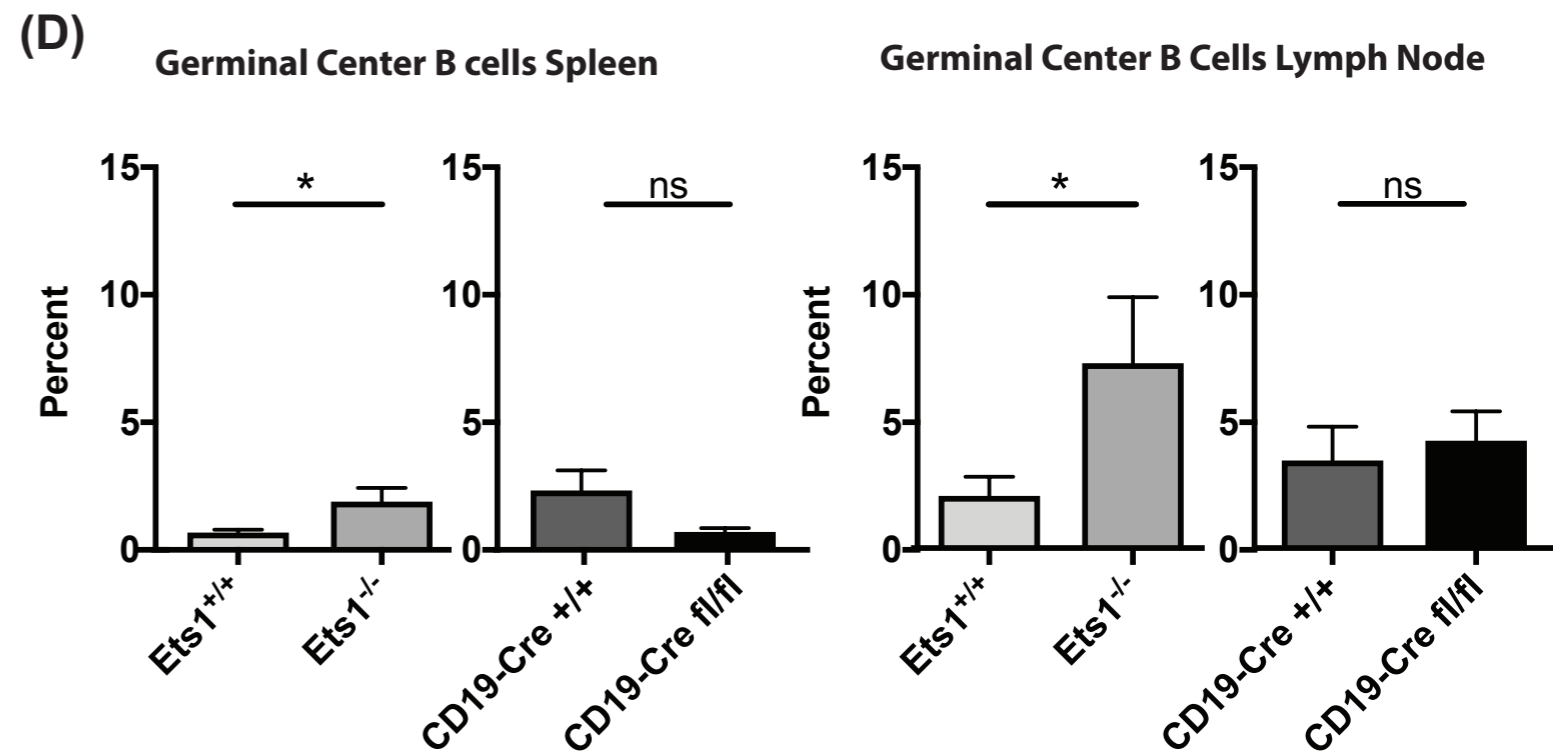 (D)
Germinal Center B cells Spleen
Germinal Center B Cells Lymph Node
Percent
15
10
5
0
*
Ets1+/+
Ets1-/-
15
10
5
0
ns
CD19-Cre +/+
CD19-Cre fl/fl
Percent
15
10
5
0
*
Ets1+/+
Ets1-/-
15
10
5
0
ns
CD19-Cre +/+
CD19-Cre fl/fl